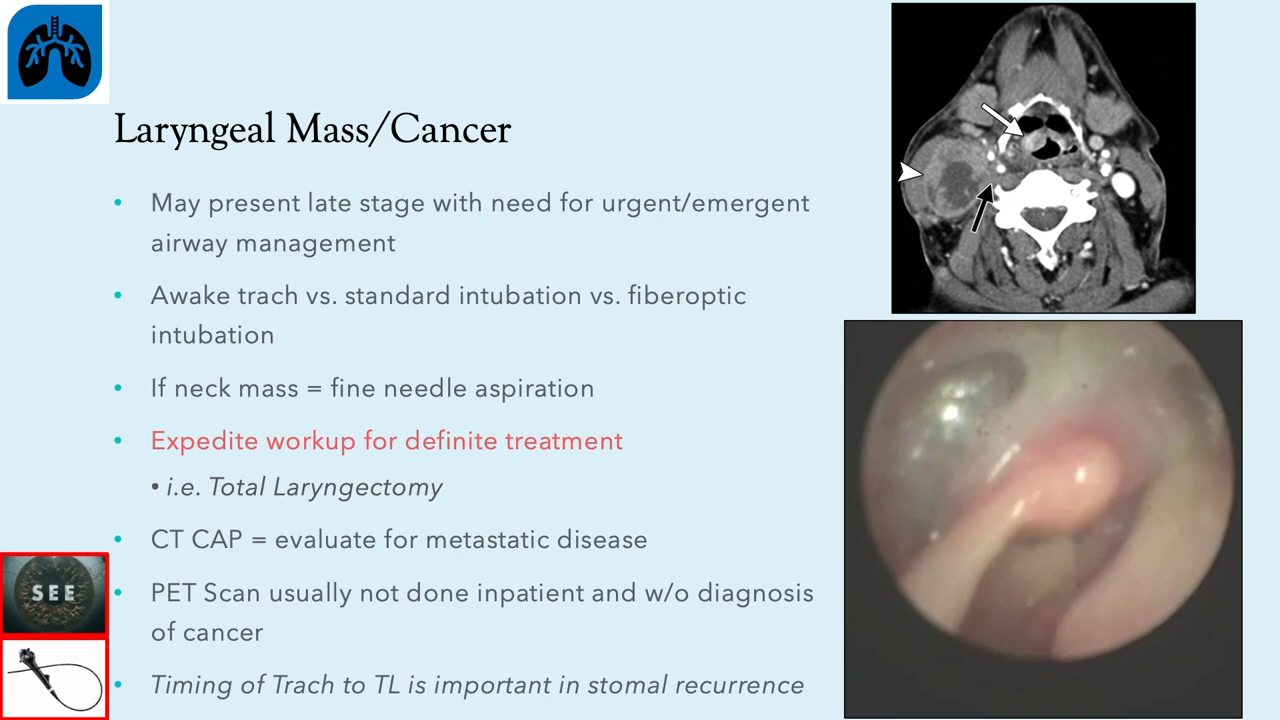 Laryngeal Mass/Cancer
• May present late stage with need for urgent/emergent
airway management
• Awake trach vs. standard intubation vs. fiberoptic
intubation
• If neck mass = fine needle aspiration
• Expedite workup for definite treatment
• i.e. Total Laryngectomy
• CT CAP = evaluate for metastatic disease
• PET Scan usually not done inpatient and w/o diagnosis
of cancer
• Timing of Trach to TL is important in stomal recurrence
SEE